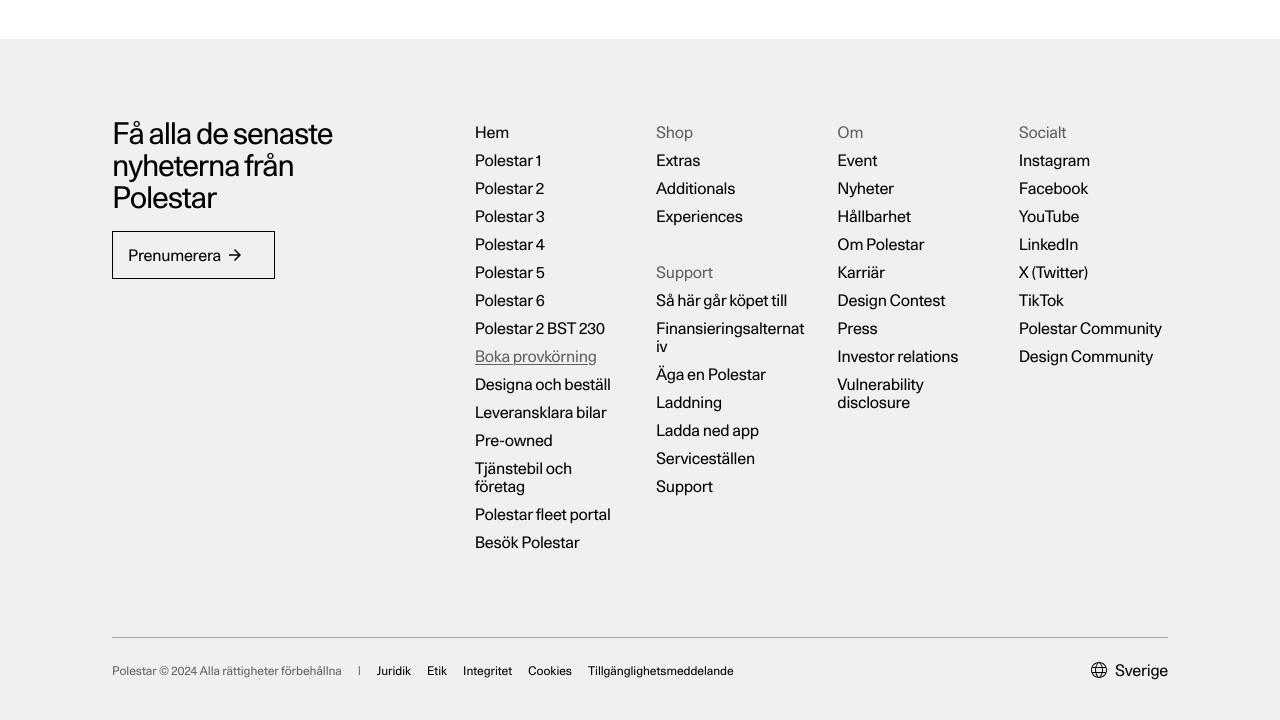 Få alla de senaste
nyheterna från
Polestar
Prenumerera
Hem
Polestar 1
Polestar 2
Polestar 3
Polestar 4
Polestar 5
Polestar 6
Polestar 2 BST 230
Boka provkörning
Designa och beställ
Leveransklara bilar
Pre-owned
Tjänstebil och
företag
Polestar fleet portal
Besök Polestar
Shop
Extras
Additionals
Experiences
Support
Så här går köpet till
Finansieringsalternat
iv
Äga en Polestar
Laddning
Ladda ned app
Serviceställen
Support
Om
Event
Nyheter
Hållbarhet
Om Polestar
Karriär
Design Contest
Press
Investor relations
Vulnerability
disclosure
Socialt
Instagram
Facebook
YouTube
LinkedIn
X (Twitter)
TikTok
Polestar Community
Design Community
Polestar © 2024 Alla rättigheter förbehållna | Juridik Etik Integritet Cookies Tillgänglighetsmeddelande
Sverige